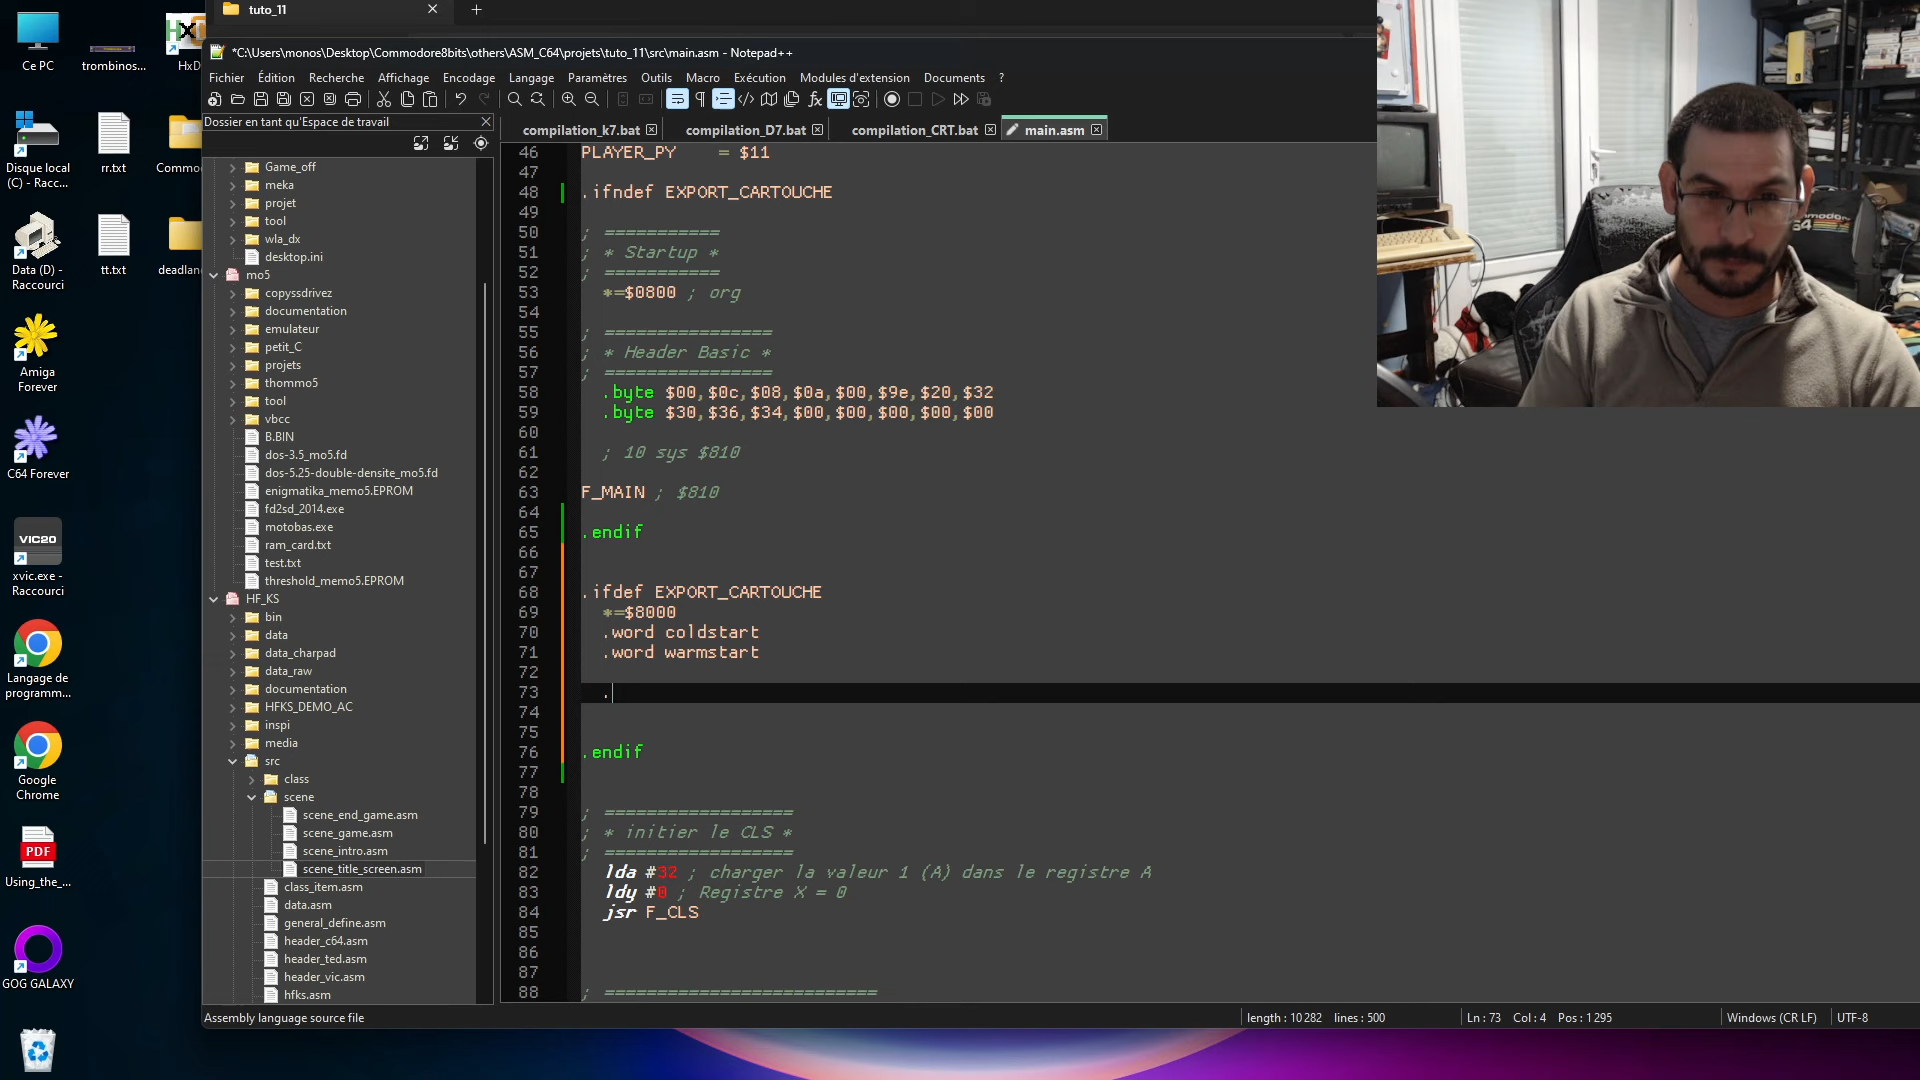 tuto_11
*C:\Users\monos\Desktop\Commodore8bits\others\ASM_C64\projets\tuto_11\src\main.asm - Notepad++
Fichier Édition Recherche Affichage Encodage Langage Paramètres Outils Macro Exécution Modules d'extension Documents ?
Dossier en tant qu'Espace de travail
compilation_k7.bat compilation_D7.bat compilation_CRT.bat main.asm
Ce PC
trombinos...
HxD
Disque local (C) - Racc...
rr.txt
Commo
Data (D) - Raccourci
tt.txt
deadlan
Amiga Forever
C64 Forever
VIC20
xvic.exe - Raccourci
Langage de programm...
Google Chrome
PDF
Using_the_...
GOG GALAXY
Game_off
meka
projet
tool
wla_dx
desktop.ini
mo5
copyssdrivez
documentation
emulateur
petit_C
projets
thommo5
tool
vbcc
B.BIN
dos-3.5_mo5.fd
dos-5.25-double-densite_mo5.fd
enigmatika_memo5.EPROM
fd2sd_2014.exe
motobas.exe
ram_card.txt
test.txt
threshold_memo5.EPROM
HF_KS
bin
data
data_charpad
data_raw
documentation
HFKS_DEMO_AC
inspi
media
src
class
scene
scene_end_game.asm
scene_game.asm
scene_intro.asm
scene_title_screen.asm
class_item.asm
data.asm
general_define.asm
header_c64.asm
header_ted.asm
header_vic.asm
hfks.asm
46 PLAYER_PY = $11
47
48 .ifndef EXPORT_CARTOUCHE
49
50 ; ===========
51 ; * Startup *
52 ; ===========
53 *=$0800 ; org
54
55 ; ================
56 ; * Header Basic *
57 ; ================
58 .byte $00,$0c,$08,$0a,$00,$9e,$20,$32
59 .byte $30,$36,$34,$00,$00,$00,$00,$00
60
61 ; 10 sys $810
62
63 F_MAIN ; $810
64
65 .endif
66
67
68 .ifdef EXPORT_CARTOUCHE
69 *=$8000
70 .word coldstart
71 .word warmstart
72
73 .
74
75
76 .endif
77
78
79 ; ==================
80 ; * initier le CLS *
81 ; ==================
82 lda #32 ; charger la valeur 1 (A) dans le registre A
83 ldy #0 ; Registre X = 0
84 jsr F_CLS
85
86
87
88 ; ==========================
Assembly language source file
length : 10 282 lines : 500
Ln : 73 Col : 4 Pos : 1 295
Windows (CR LF)
UTF-8